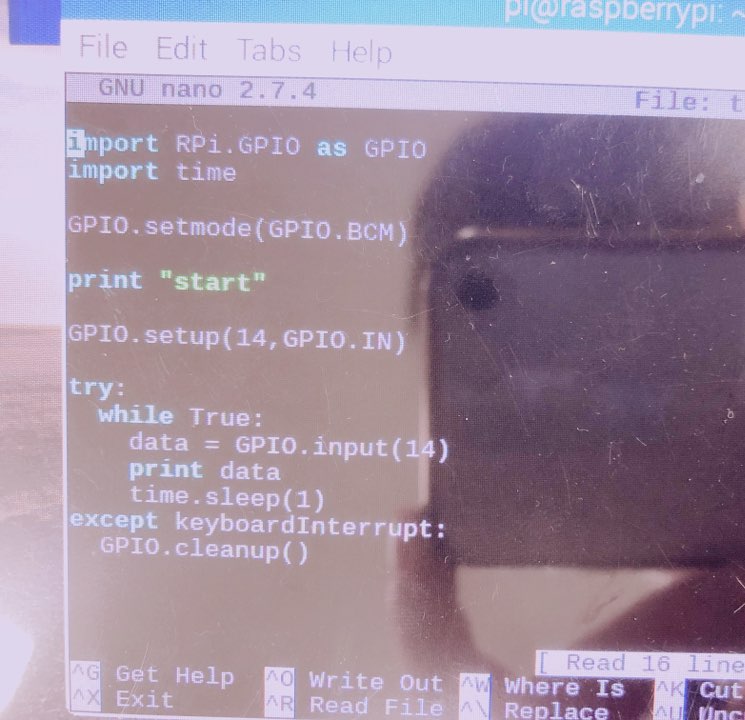 pi@raspberrypi: ~
File Edit Tabs Help
GNU nano 2.7.4 File: t
import RPi.GPIO as GPIO
import time
GPIO.setmode(GPIO.BCM)
print "start"
GPIO.setup(14,GPIO.IN)
try:
while True:
data = GPIO.input(14)
print data
time.sleep(1)
except keyboardInterrupt:
GPIO.cleanup()
[ Read 16 line
^G Get Help ^O Write Out ^W Where Is ^K Cut
^X Exit ^R Read File ^\ Replace ^U Unc